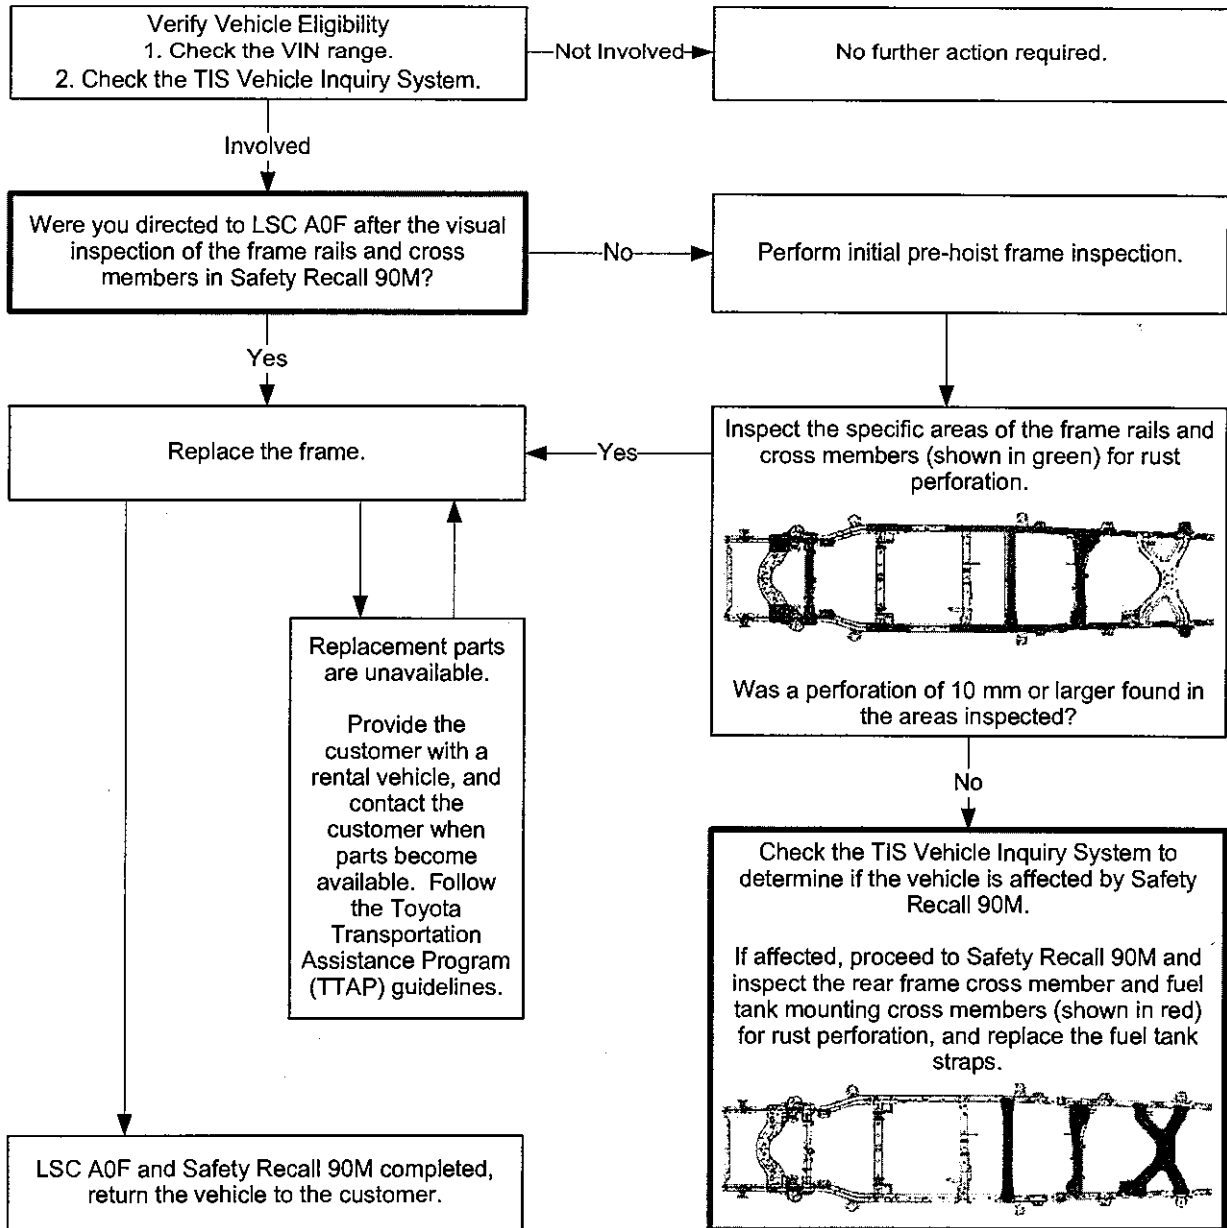 Verify Vehicle Eligibility
1. Check the VIN range.
2. Check the TIS Vehicle Inquiry System.
Not Involved
No further action required.
Involved
Were you directed to LSC A0F after the visual
inspection of the frame rails and cross
members in Safety Recall 90M?
No
Perform initial pre-hoist frame inspection.
Yes
Replace the frame.
Yes
Inspect the specific areas of the frame rails and
cross members (shown in green) for rust
perforation.
Was a perforation of 10 mm or larger found in
the areas inspected?
Replacement parts
are unavailable.
Provide the
customer with a
rental vehicle, and
contact the
customer when
parts become
available. Follow
the Toyota
Transportation
Assistance Program
(TTAP) guidelines.
No
Check the TIS Vehicle Inquiry System to
determine if the vehicle is affected by Safety
Recall 90M.
If affected, proceed to Safety Recall 90M and
inspect the rear frame cross member and fuel
tank mounting cross members (shown in red)
for rust perforation, and replace the fuel tank
straps.
LSC A0F and Safety Recall 90M completed,
return the vehicle to the customer.